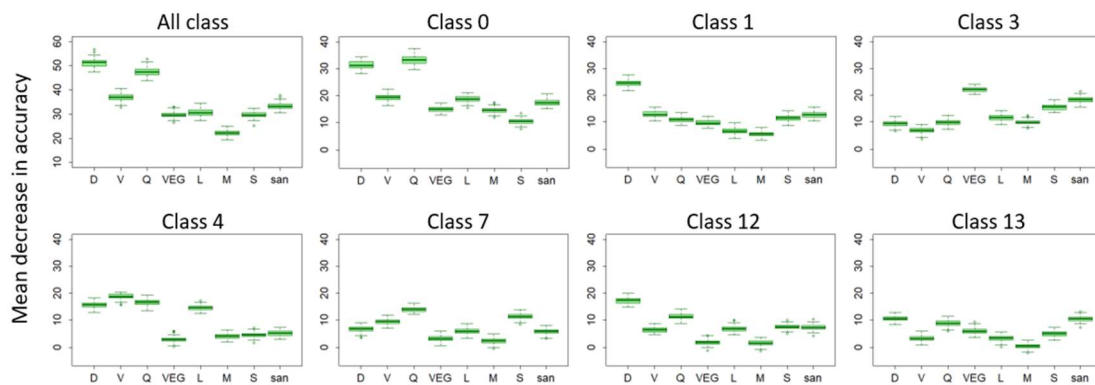 All class Class 0 Class 1 Class 3
60 50 40 30 20 10
40 30 20 10 0
40 30 20 10 0
40 30 20 10 0
D V Q VEG L M S san
D V Q VEG L M S san
D V Q VEG L M S san
D V Q VEG L M S san
Mean decrease in accuracy
Class 4 Class 7 Class 12 Class 13
40 30 20 10 0
40 30 20 10 0
40 30 20 10 0
40 30 20 10 0
D V Q VEG L M S san
D V Q VEG L M S san
D V Q VEG L M S san
D V Q VEG L M S san